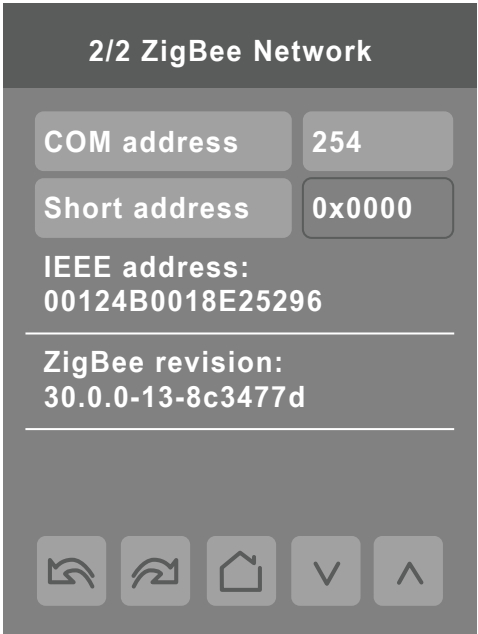 2/2 ZigBee Network
COM address 254
Short address 0x0000
IEEE address:
00124B0018E25296
ZigBee revision:
30.0.0-13-8c3477d